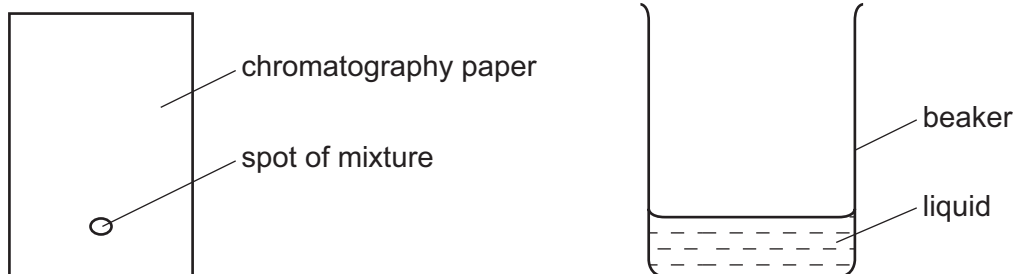 chromatography paper
spot of mixture
beaker
liquid